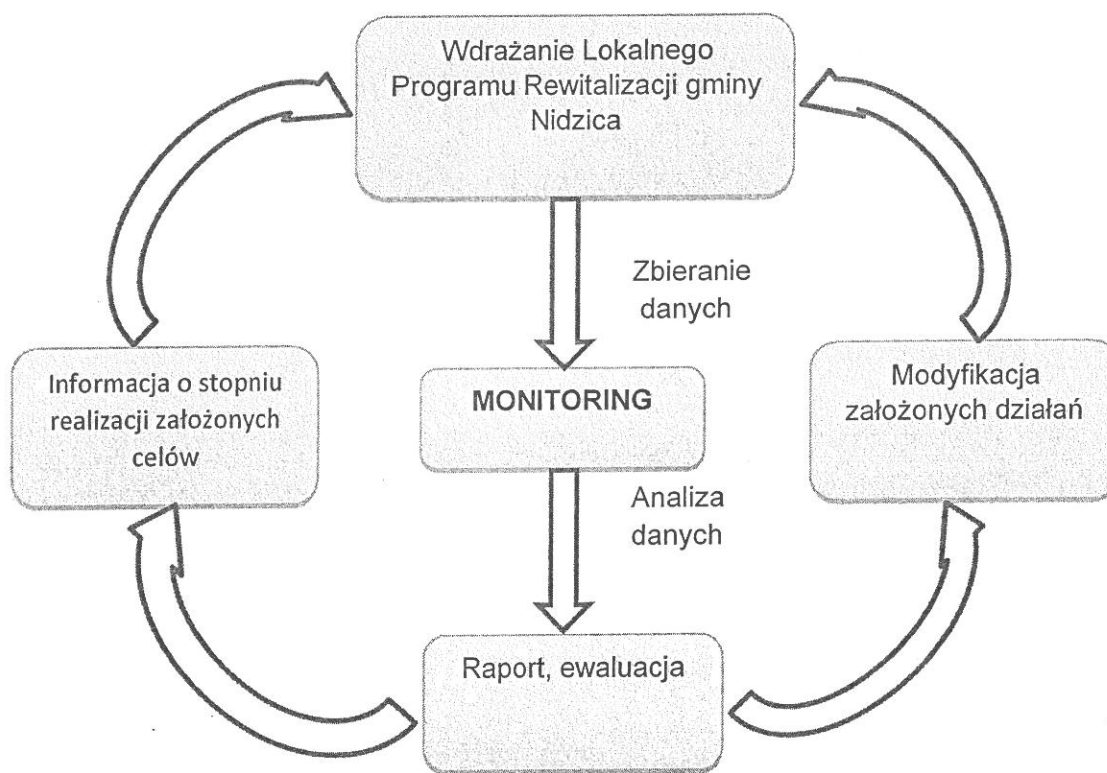 Wdrażanie Lokalnego
Programu Rewitalizacji gminy
Nidzica
Zbieranie
danych
Informacja o stopniu
realizacji założonych
celów
MONITORING
Modyfikacja
założonych działań
Analiza
danych
Raport, ewaluacja